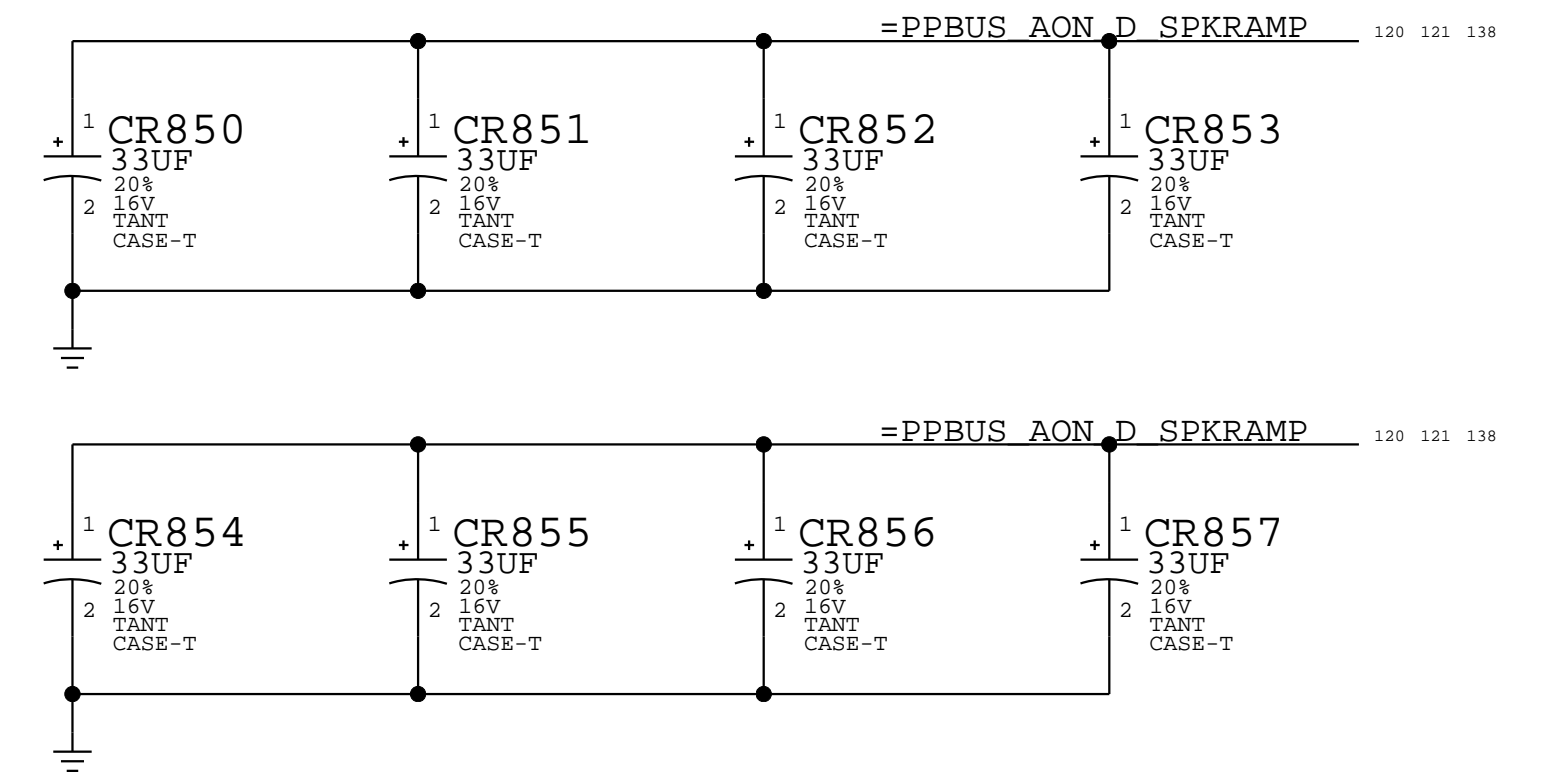 =PPBUS_AON_D_SPKRAMP 120 121 138
1 CR850 1 CR851 1 CR852 1 CR853
+ 33UF + 33UF + 33UF + 33UF
20% 20% 20% 20%
2 16V 2 16V 2 16V 2 16V
TANT TANT TANT TANT
CASE-T CASE-T CASE-T CASE-T
=PPBUS_AON_D_SPKRAMP 120 121 138
1 CR854 1 CR855 1 CR856 1 CR857
+ 33UF + 33UF + 33UF + 33UF
20% 20% 20% 20%
2 16V 2 16V 2 16V 2 16V
TANT TANT TANT TANT
CASE-T CASE-T CASE-T CASE-T